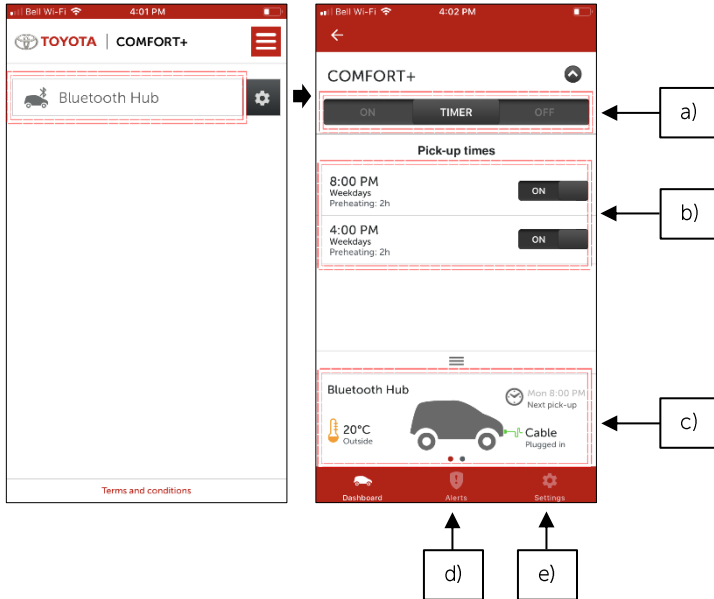 Bell Wi-Fi 4:01 PM
TOYOTA | COMFORT+
Bluetooth Hub
Terms and conditions
Bell Wi-Fi 4:02 PM
COMFORT+
ON TIMER OFF
Pick-up times
8:00 PM
Weekdays
Preheating: 2h
ON
4:00 PM
Weekdays
Preheating: 2h
ON
Bluetooth Hub
Mon 8:00 PM
Next pick-up
20°C
Outside
Cable
Plugged in
Dashboard Alerts Settings
a)
b)
c)
d) e)